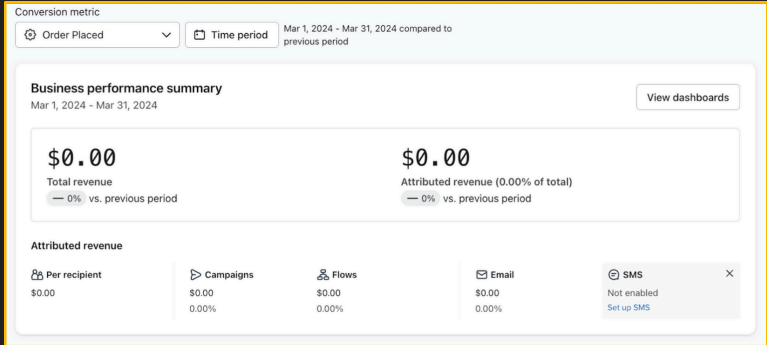 Conversion metric
Order Placed
Time period
Mar 1, 2024 - Mar 31, 2024 compared to
previous period
Business performance summary
Mar 1, 2024 - Mar 31, 2024
View dashboards
$0.00
Total revenue
— 0% vs. previous period
$0.00
Attributed revenue (0.00% of total)
— 0% vs. previous period
Attributed revenue
Per recipient
$0.00
Campaigns
$0.00
0.00%
Flows
$0.00
0.00%
Email
$0.00
0.00%
SMS
Not enabled
Set up SMS